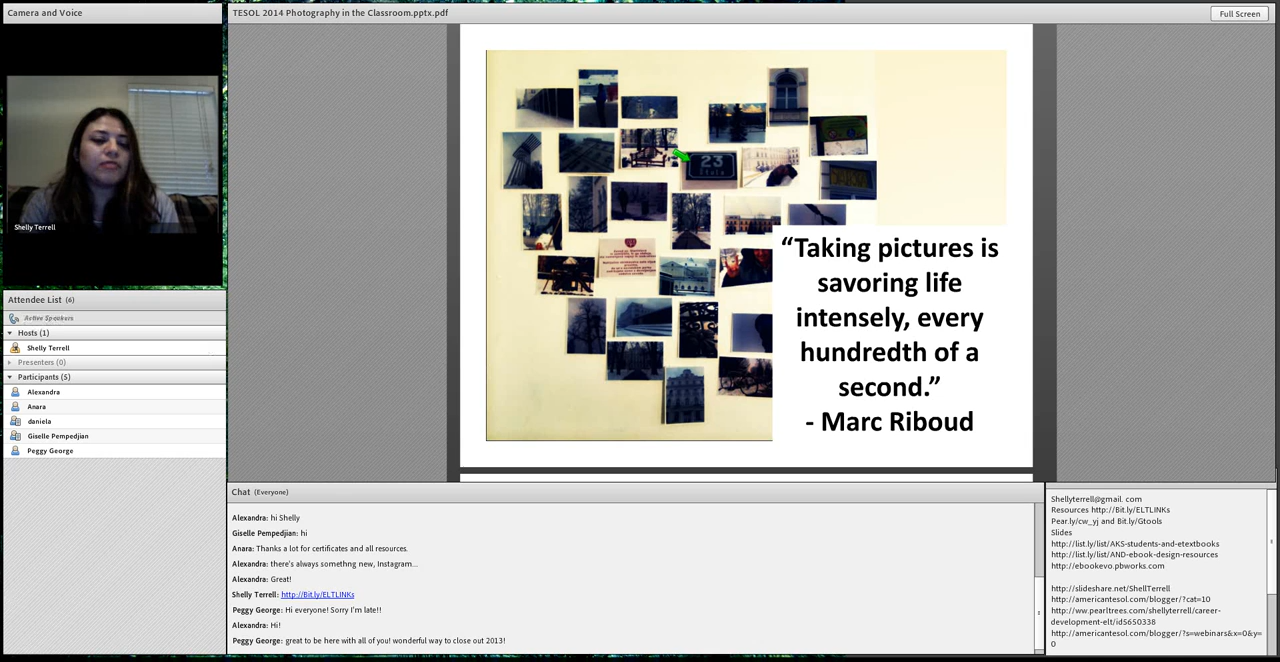 Camera and Voice
Shelly Terrell
Attendee List (6)
Active Speakers
Hosts (1)
Shelly Terrell
Presenters (0)
Participants (5)
Alexandra
Anara
daniela
Giselle Pempedjian
Peggy George
TESOL 2014 Photography in the Classroom.pptx.pdf
Full Screen
23
“Taking pictures is
savoring life
intensely, every
hundredth of a
second.”
- Marc Riboud
Chat (Everyone)
Alexandra: hi Shelly
Giselle Pempedjian: hi
Anara: Thanks a lot for certificates and all resources.
Alexandra: there's always somethng new, Instagram...
Alexandra: Great!
Shelly Terrell: http://Bit.ly/ELTLINKs
Peggy George: Hi everyone! Sorry I'm late!!
Alexandra: Hi!
Peggy George: great to be here with all of you! wonderful way to close out 2013!
Shellyterrell@gmail. com
Resources http://Bit.ly/ELTLINKs
Pear.ly/cw_yj and Bit.ly/Gtools
Slides
http://list.ly/list/AKS-students-and-etextbooks
http://list.ly/list/AND-ebook-design-resources
http://ebookevo.pbworks.com
http://slideshare.net/ShellTerrell
http://americantesol.com/blogger/?cat=10
http://ww.pearltrees.com/shellyterrell/career-
development-elt/id5650338
http://americantesol.com/blogger/?s=webinars&x=0&y=
0